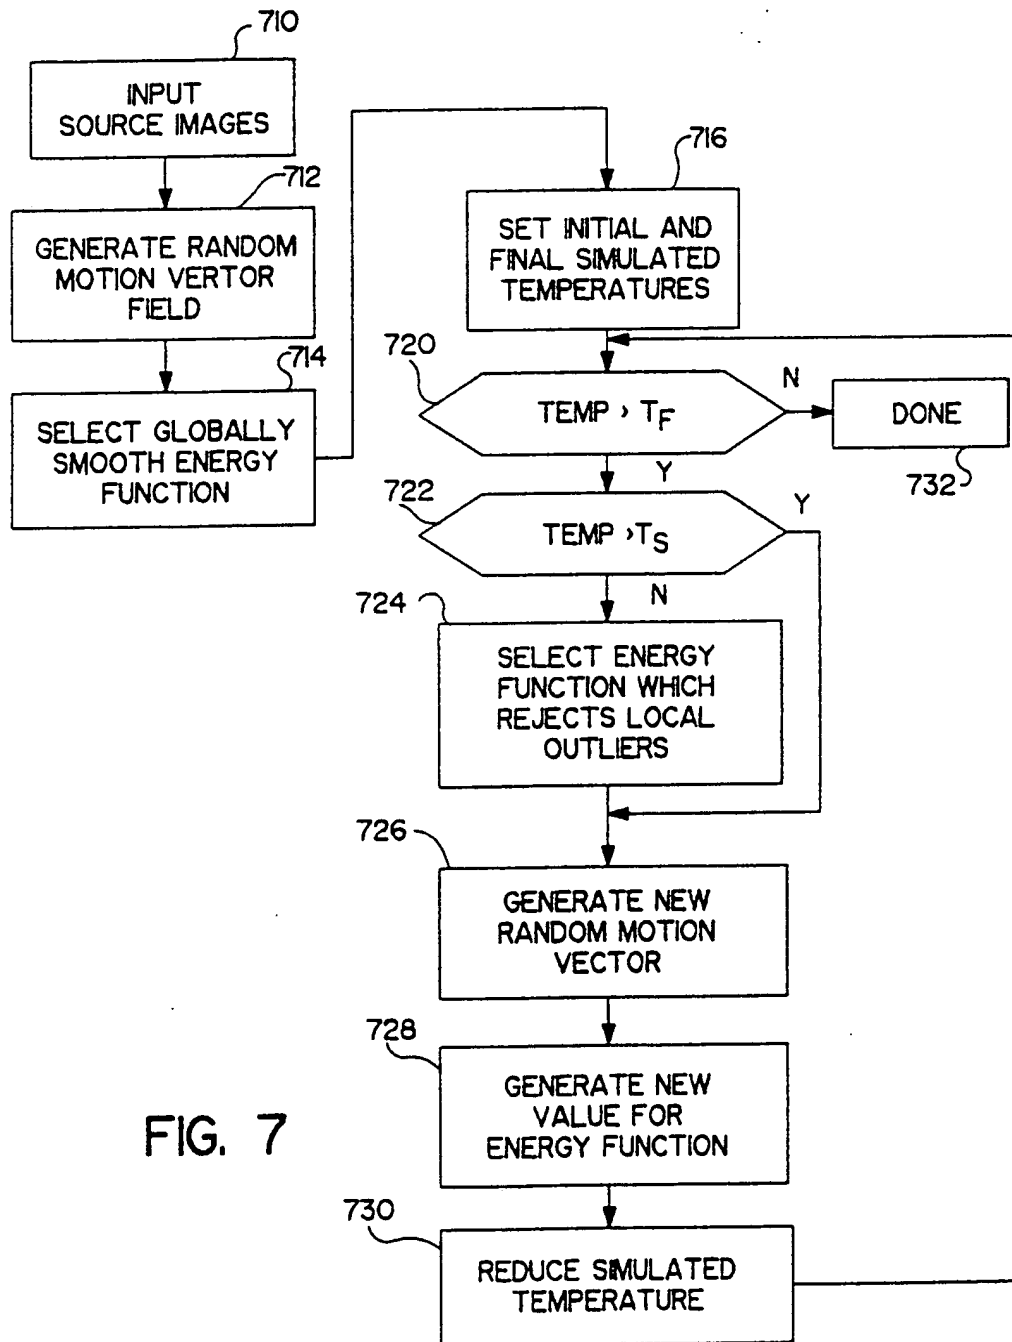 710
INPUT
SOURCE IMAGES
712
GENERATE RANDOM
MOTION VERTOR
FIELD
714
SELECT GLOBALLY
SMOOTH ENERGY
FUNCTION
716
SET INITIAL AND
FINAL SIMULATED
TEMPERATURES
720
TEMP > TF
N
DONE
732
Y
722
TEMP >TS
Y
N
724
SELECT ENERGY
FUNCTION WHICH
REJECTS LOCAL
OUTLIERS
726
GENERATE NEW
RANDOM MOTION
VECTOR
728
GENERATE NEW
VALUE FOR
ENERGY FUNCTION
730
REDUCE SIMULATED
TEMPERATURE
FIG. 7